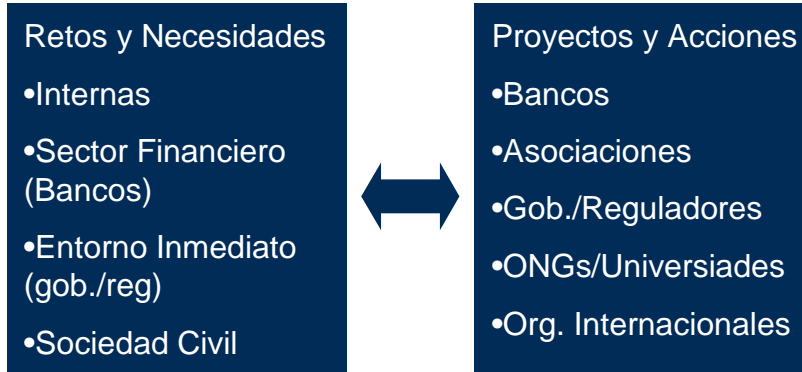 Retos y Necesidades
•Internas
•Sector Financiero
(Bancos)
•Entorno Inmediato
(gob./reg)
•Sociedad Civil
Proyectos y Acciones
•Bancos
•Asociaciones
•Gob./Reguladores
•ONGs/Universiades
•Org. Internacionales